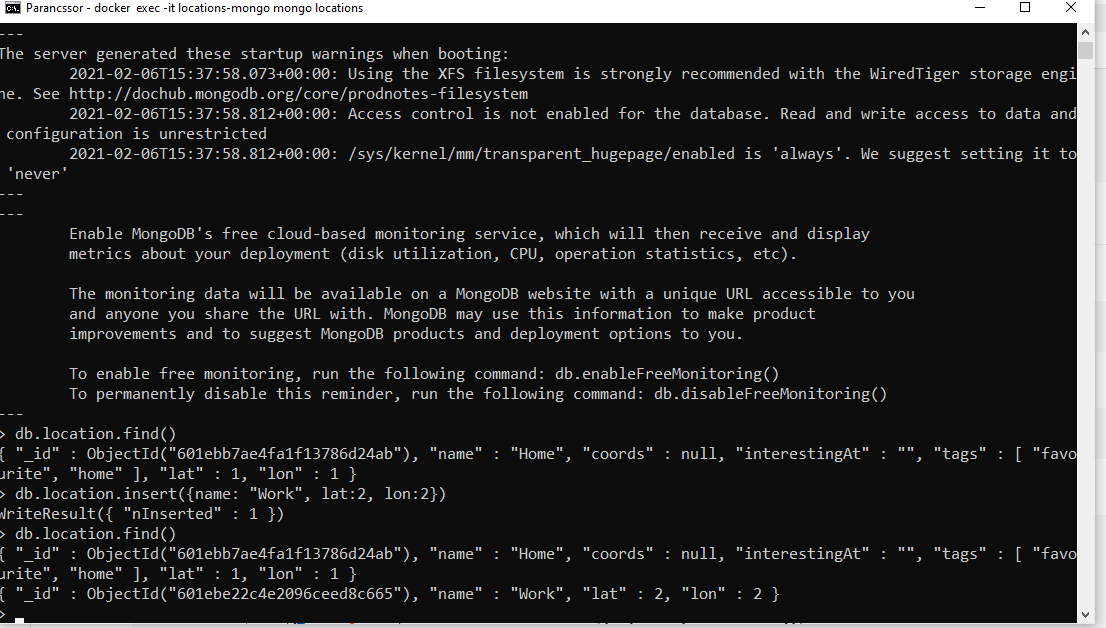 Parancssor - docker exec -it locations-mongo mongo locations
---
The server generated these startup warnings when booting:
2021-02-06T15:37:58.073+00:00: Using the XFS filesystem is strongly recommended with the WiredTiger storage engi
ne. See http://dochub.mongodb.org/core/prodnotes-filesystem
2021-02-06T15:37:58.812+00:00: Access control is not enabled for the database. Read and write access to data and
configuration is unrestricted
2021-02-06T15:37:58.812+00:00: /sys/kernel/mm/transparent_hugepage/enabled is 'always'. We suggest setting it to
'never'
---
---
Enable MongoDB's free cloud-based monitoring service, which will then receive and display
metrics about your deployment (disk utilization, CPU, operation statistics, etc).
The monitoring data will be available on a MongoDB website with a unique URL accessible to you
and anyone you share the URL with. MongoDB may use this information to make product
improvements and to suggest MongoDB products and deployment options to you.
To enable free monitoring, run the following command: db.enableFreeMonitoring()
To permanently disable this reminder, run the following command: db.disableFreeMonitoring()
---
> db.location.find()
{ "_id" : ObjectId("601ebb7ae4fa1f13786d24ab"), "name" : "Home", "coords" : null, "interestingAt" : "", "tags" : [ "favo
urite", "home" ], "lat" : 1, "lon" : 1 }
> db.location.insert({name: "Work", lat:2, lon:2})
WriteResult({ "nInserted" : 1 })
> db.location.find()
{ "_id" : ObjectId("601ebb7ae4fa1f13786d24ab"), "name" : "Home", "coords" : null, "interestingAt" : "", "tags" : [ "favo
urite", "home" ], "lat" : 1, "lon" : 1 }
{ "_id" : ObjectId("601ebe22c4e2096ceed8c665"), "name" : "Work", "lat" : 2, "lon" : 2 }
>